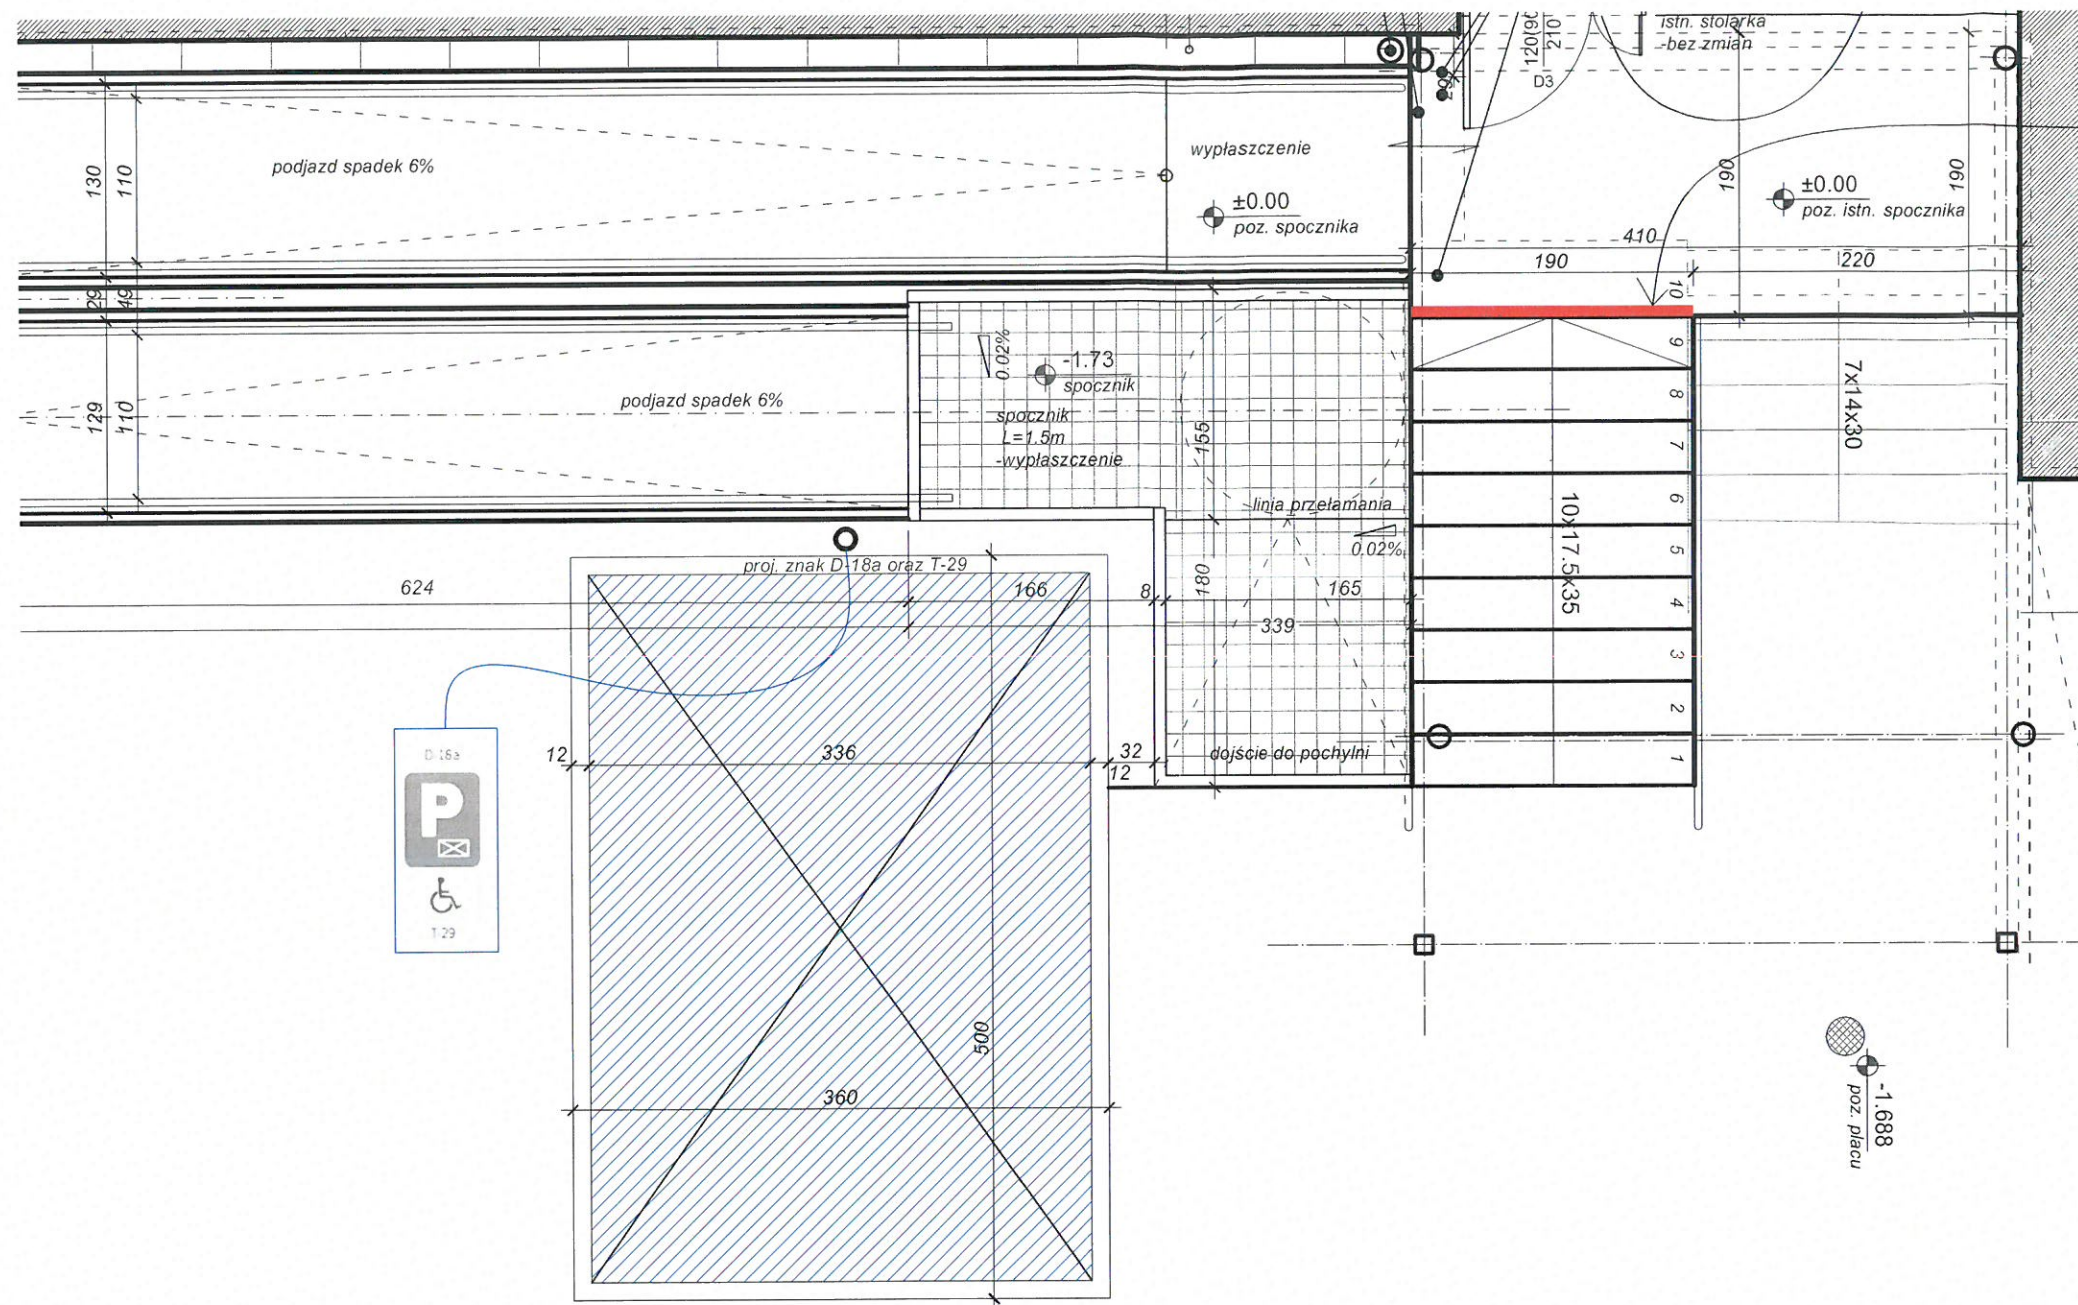 istn. stolarka
-bez zmian
120(90
210
D3
29
podjazd spadek 6%
wypłaszczenie
±0.00
poz. spocznika
±0.00
poz. istn. spocznika
130
110
190
190
410
190
220
10
29
49
0.02%
-1.73
spocznik
spocznik
L=1.5m
-wypłaszczenie
podjazd spadek 6%
129
110
155
linia przełamania
0.02%
9
8
7
6
5
4
3
2
1
10x17.5x35
7x14x30
proj. znak D-18a oraz T-29
624
166
8
180
165
339
12
336
32
12
dojście do pochylni
D-18a
P
T-29
500
360
-1.688
poz. placu